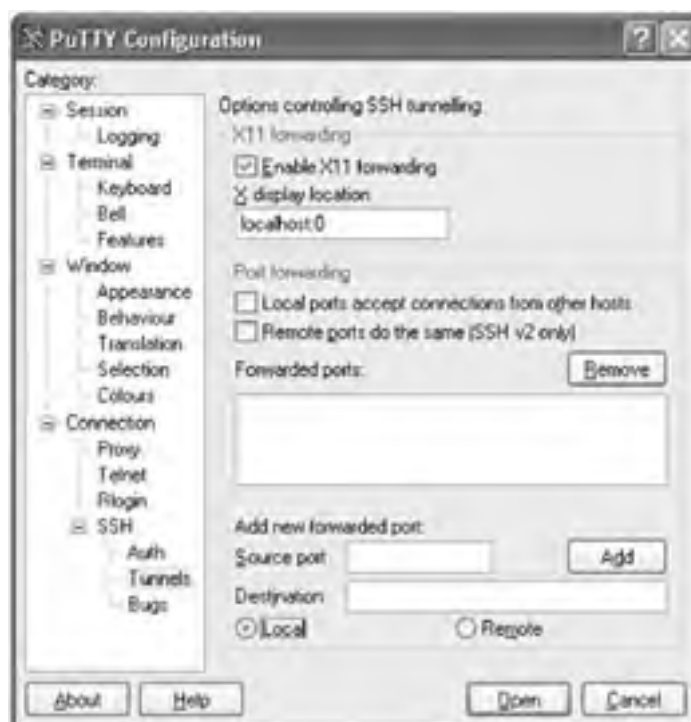 PuTTY Configuration
Category:
Session
Logging
Terminal
Keyboard
Bell
Features
Window
Appearance
Behaviour
Translation
Selection
Colours
Connection
Proxy
Telnet
Rlogin
SSH
Auth
Tunnels
Bugs
Options controlling SSH tunnelling
X11 forwarding
Enable X11 forwarding
X display location
localhost:0
Port forwarding
Local ports accept connections from other hosts
Remote ports do the same (SSH v2 only)
Forwarded ports:
Remove
Add new forwarded port:
Source port
Add
Destination
Local
Remote
About
Help
Open
Cancel